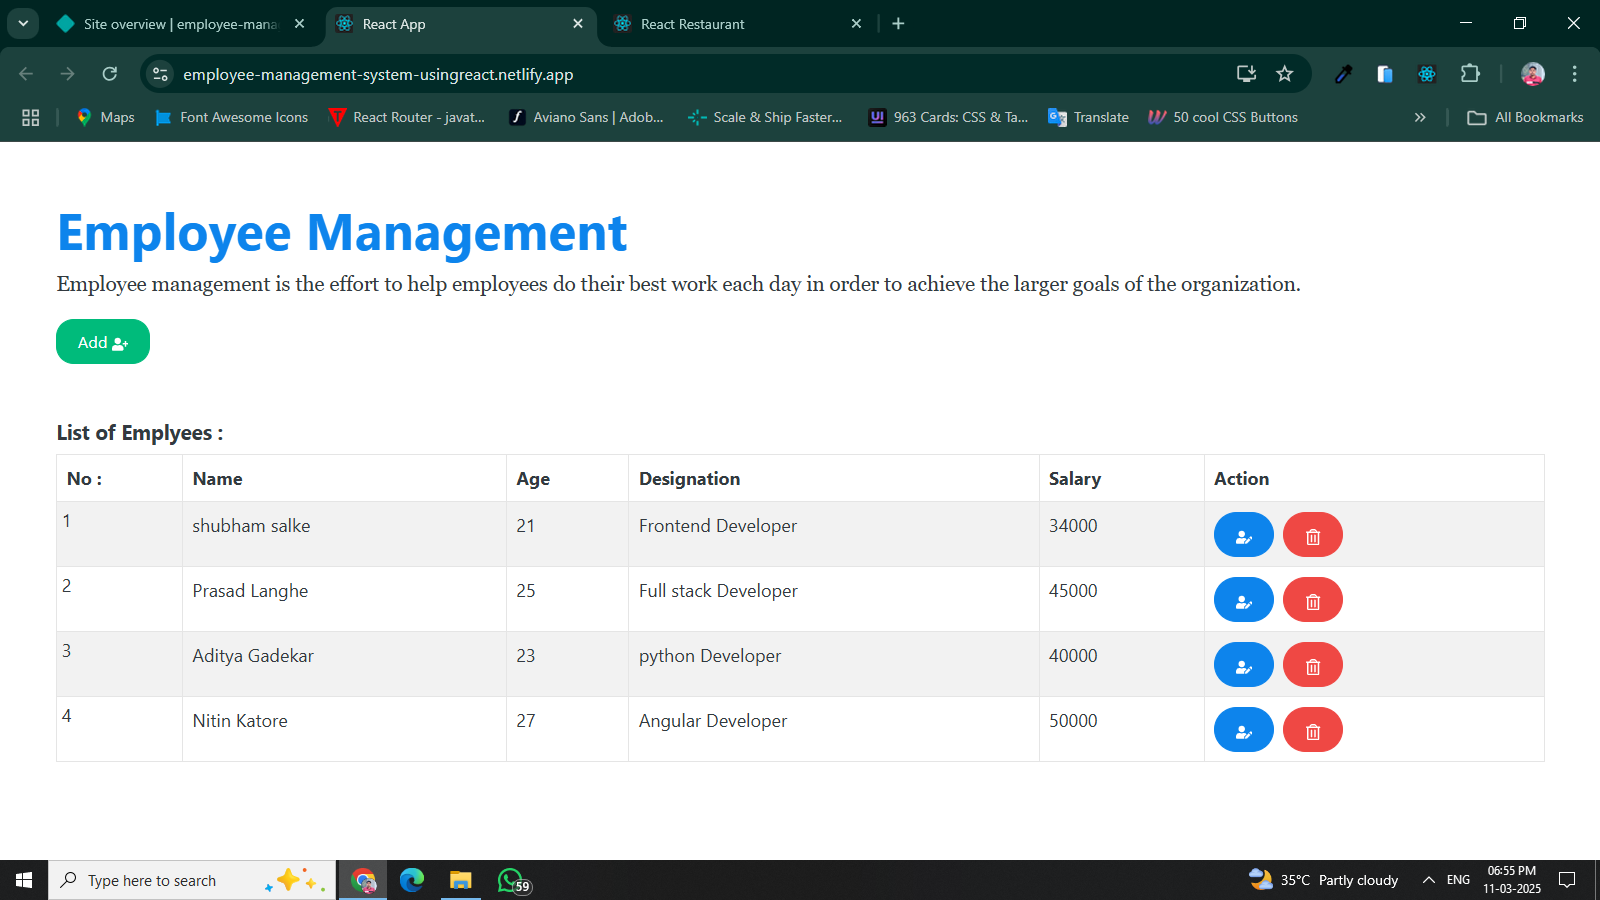 Site overview | employee-mana
React App
React Restaurant
employee-management-system-usingreact.netlify.app
Maps
Font Awesome Icons
React Router - javat...
Aviano Sans | Adob...
Scale & Ship Faster...
UI 963 Cards: CSS & Ta...
Translate
50 cool CSS Buttons
All Bookmarks
Employee Management
Employee management is the effort to help employees do their best work each day in order to achieve the larger goals of the organization.
Add
List of Emplyees :
No : Name Age Designation Salary Action
1 shubham salke 21 Frontend Developer 34000
2 Prasad Langhe 25 Full stack Developer 45000
3 Aditya Gadekar 23 python Developer 40000
4 Nitin Katore 27 Angular Developer 50000
Type here to search
59
35°C Partly cloudy
ENG
06:55 PM
11-03-2025